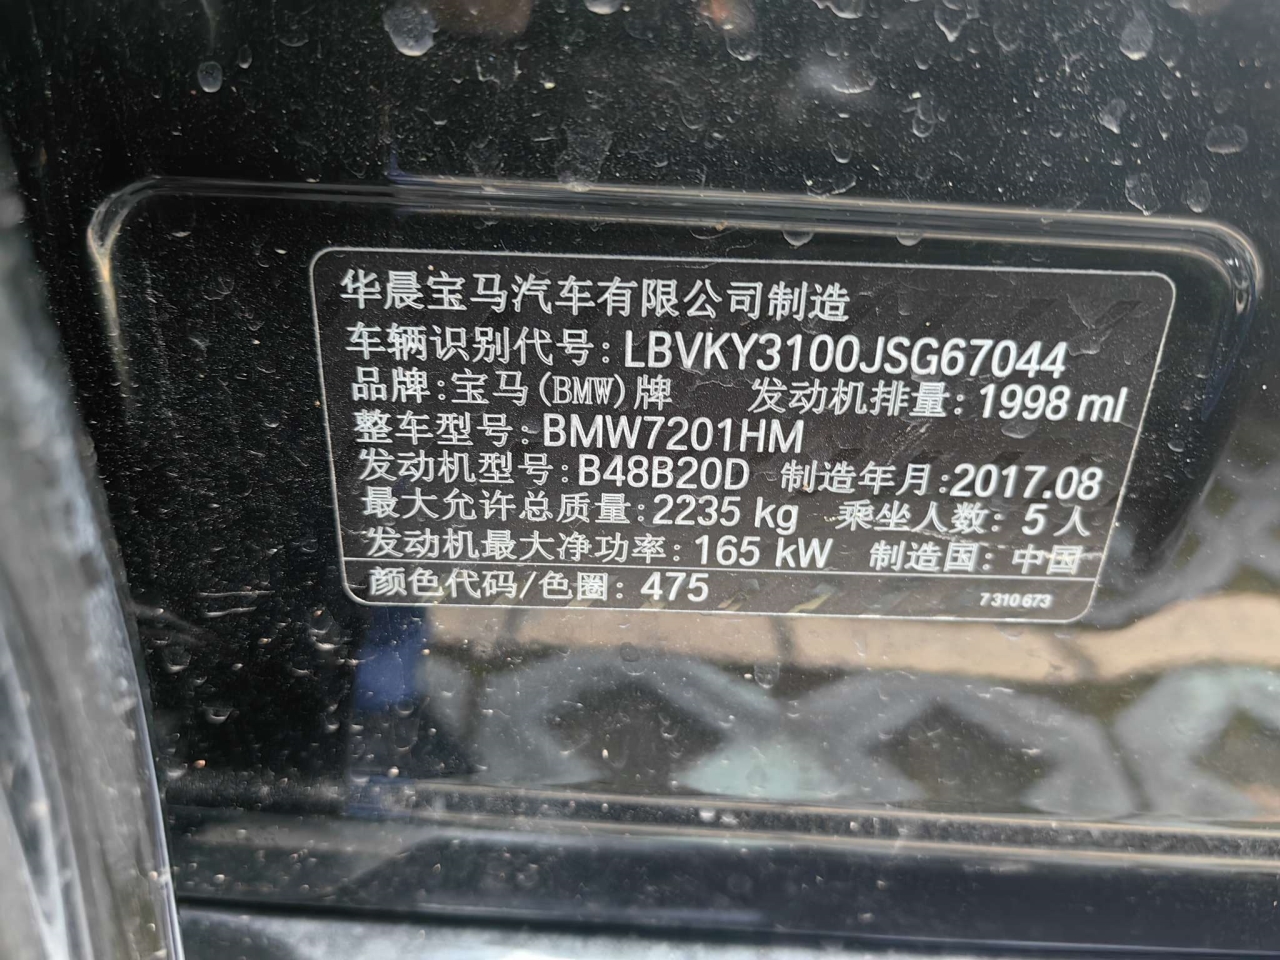 华晨宝马汽车有限公司制造
车辆识别代号: LBVKY3100JSG67044
品牌:宝马(BMW)牌 发动机排量: 1998 ml
整车型号:BMW7201HM
发动机型号:B48B20D 制造年月:2017.08
最大允许总质量:2235 kg 乘坐人数: 5人
发动机最大净功率: 165 kW 制造国: 中国
颜色代码/色圈: 475 7 310 673